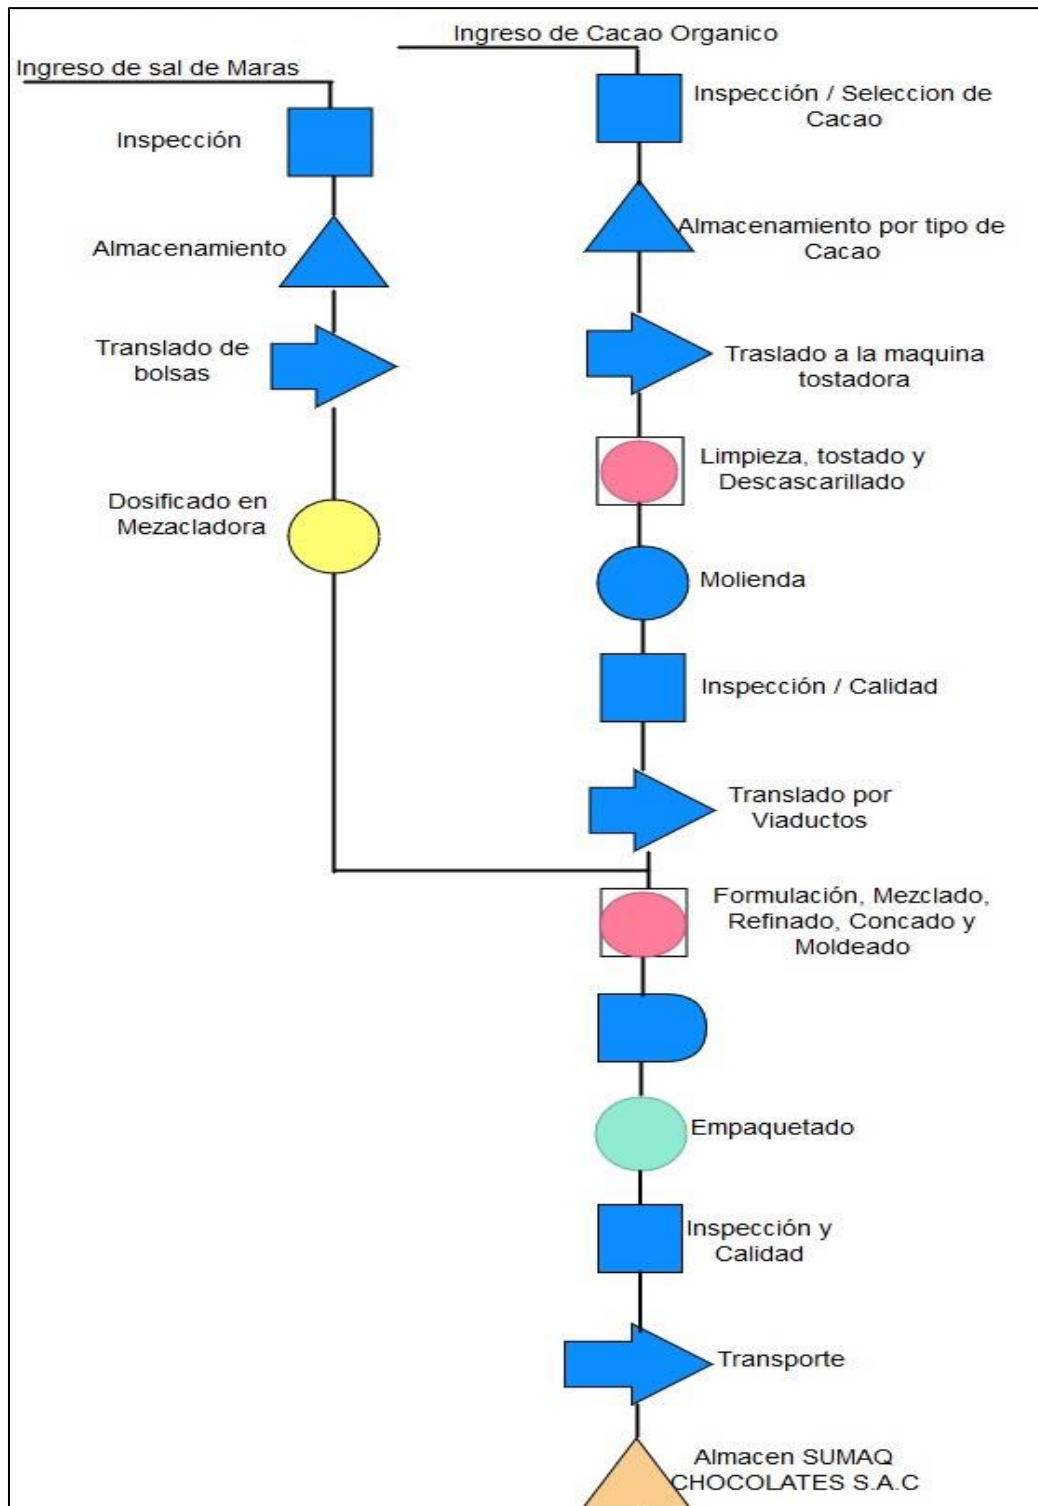 Ingreso de Cacao Organico
Ingreso de sal de Maras
Inspección / Seleccion de
Cacao
Inspección
Almacenamiento por tipo de
Cacao
Almacenamiento
Translado de
bolsas
Traslado a la maquina
tostadora
Limpieza, tostado y
Descascarillado
Dosificado en
Mezacladora
Molienda
Inspección / Calidad
Translado por
Viaductos
Formulación, Mezclado,
Refinado, Concado y
Moldeado
Empaquetado
Inspección y
Calidad
Transporte
Almacen SUMAQ
CHOCOLATES S.A.C